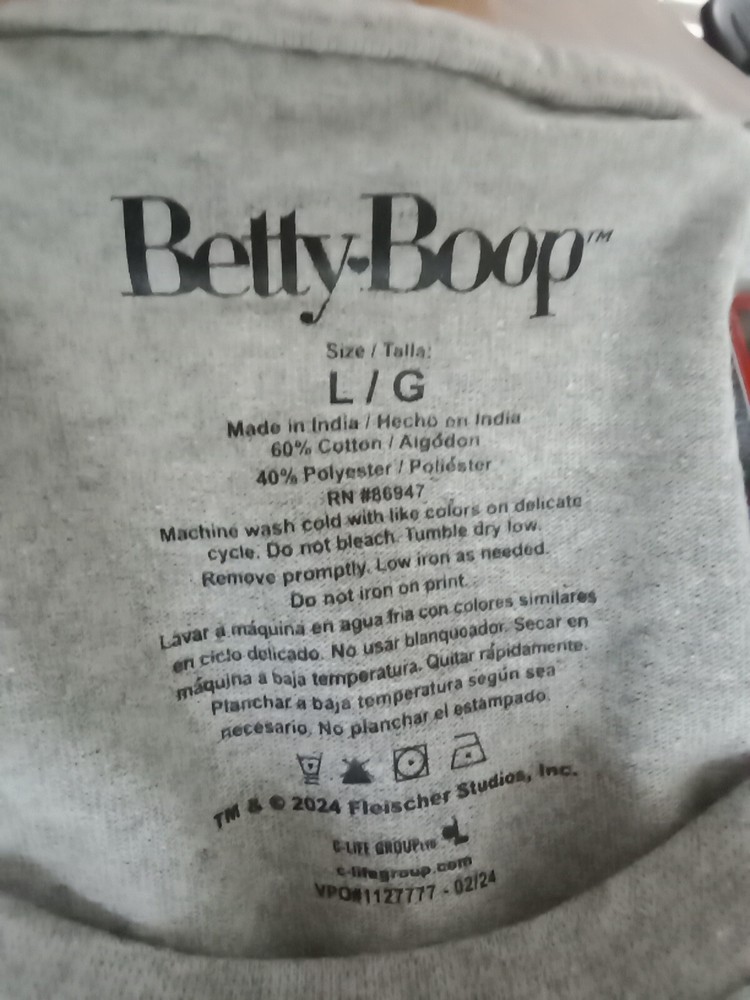 Betty♥Boop™
Size / Talla:
L / G
Made in India / Hecho en India
60% Cotton / Algódon
40% Polyester / Poliéster
RN #86947
Machine wash cold with like colors on delicate
cycle. Do not bleach. Tumble dry low.
Remove promptly. Low iron as needed.
Do not iron on print.
Lavar a máquina en agua fria con colores similares
en ciclo delicado. No usar blanqueador. Secar en
máquina a baja temperatura. Quitar rápidamente.
Planchar a baja temperatura según sea
necesario. No planchar el estampado.
TM & © 2024 Fleischer Studios, Inc.
C-LIFE GROUP LTD
c-lifegroup.com
VPO#1127777 - 02/24